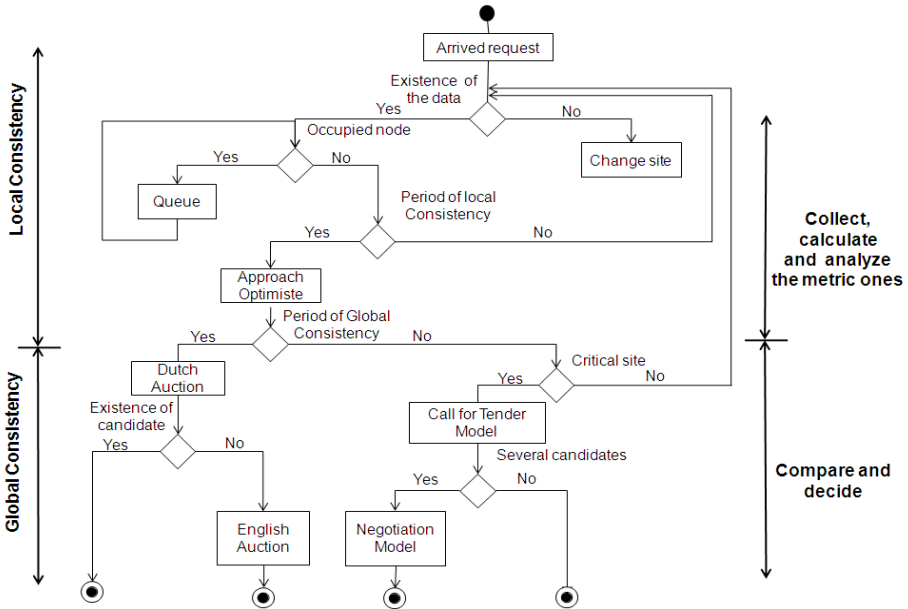 Arrived request
Existence of
the data
Yes
No
Occupied node
Change site
Yes
No
Queue
Period of local
Consistency
Yes
No
Approach
Optimiste
Period of Global
Consistency
Yes
No
Dutch
Auction
Critical site
Yes
No
Existence of
candidate
Call for Tender
Model
Yes
No
Several candidates
Yes
No
English
Auction
Negotiation
Model
Local Consistency
Global Consistency
Collect,
calculate
and analyze
the metric ones
Compare and
decide